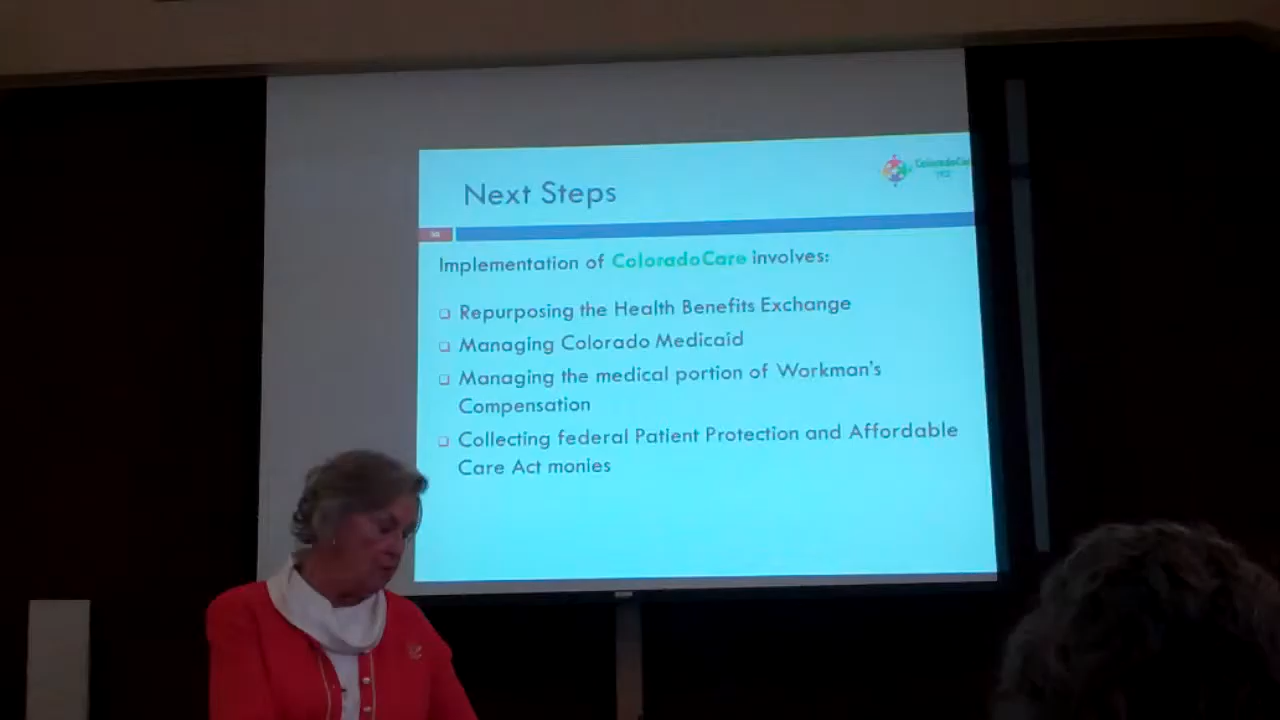 Next Steps
ColoradoCar
Implementation of ColoradoCare involves:
Repurposing the Health Benefits Exchange
Managing Colorado Medicaid
Managing the medical portion of Workman's
Compensation
Collecting federal Patient Protection and Affordable
Care Act monies